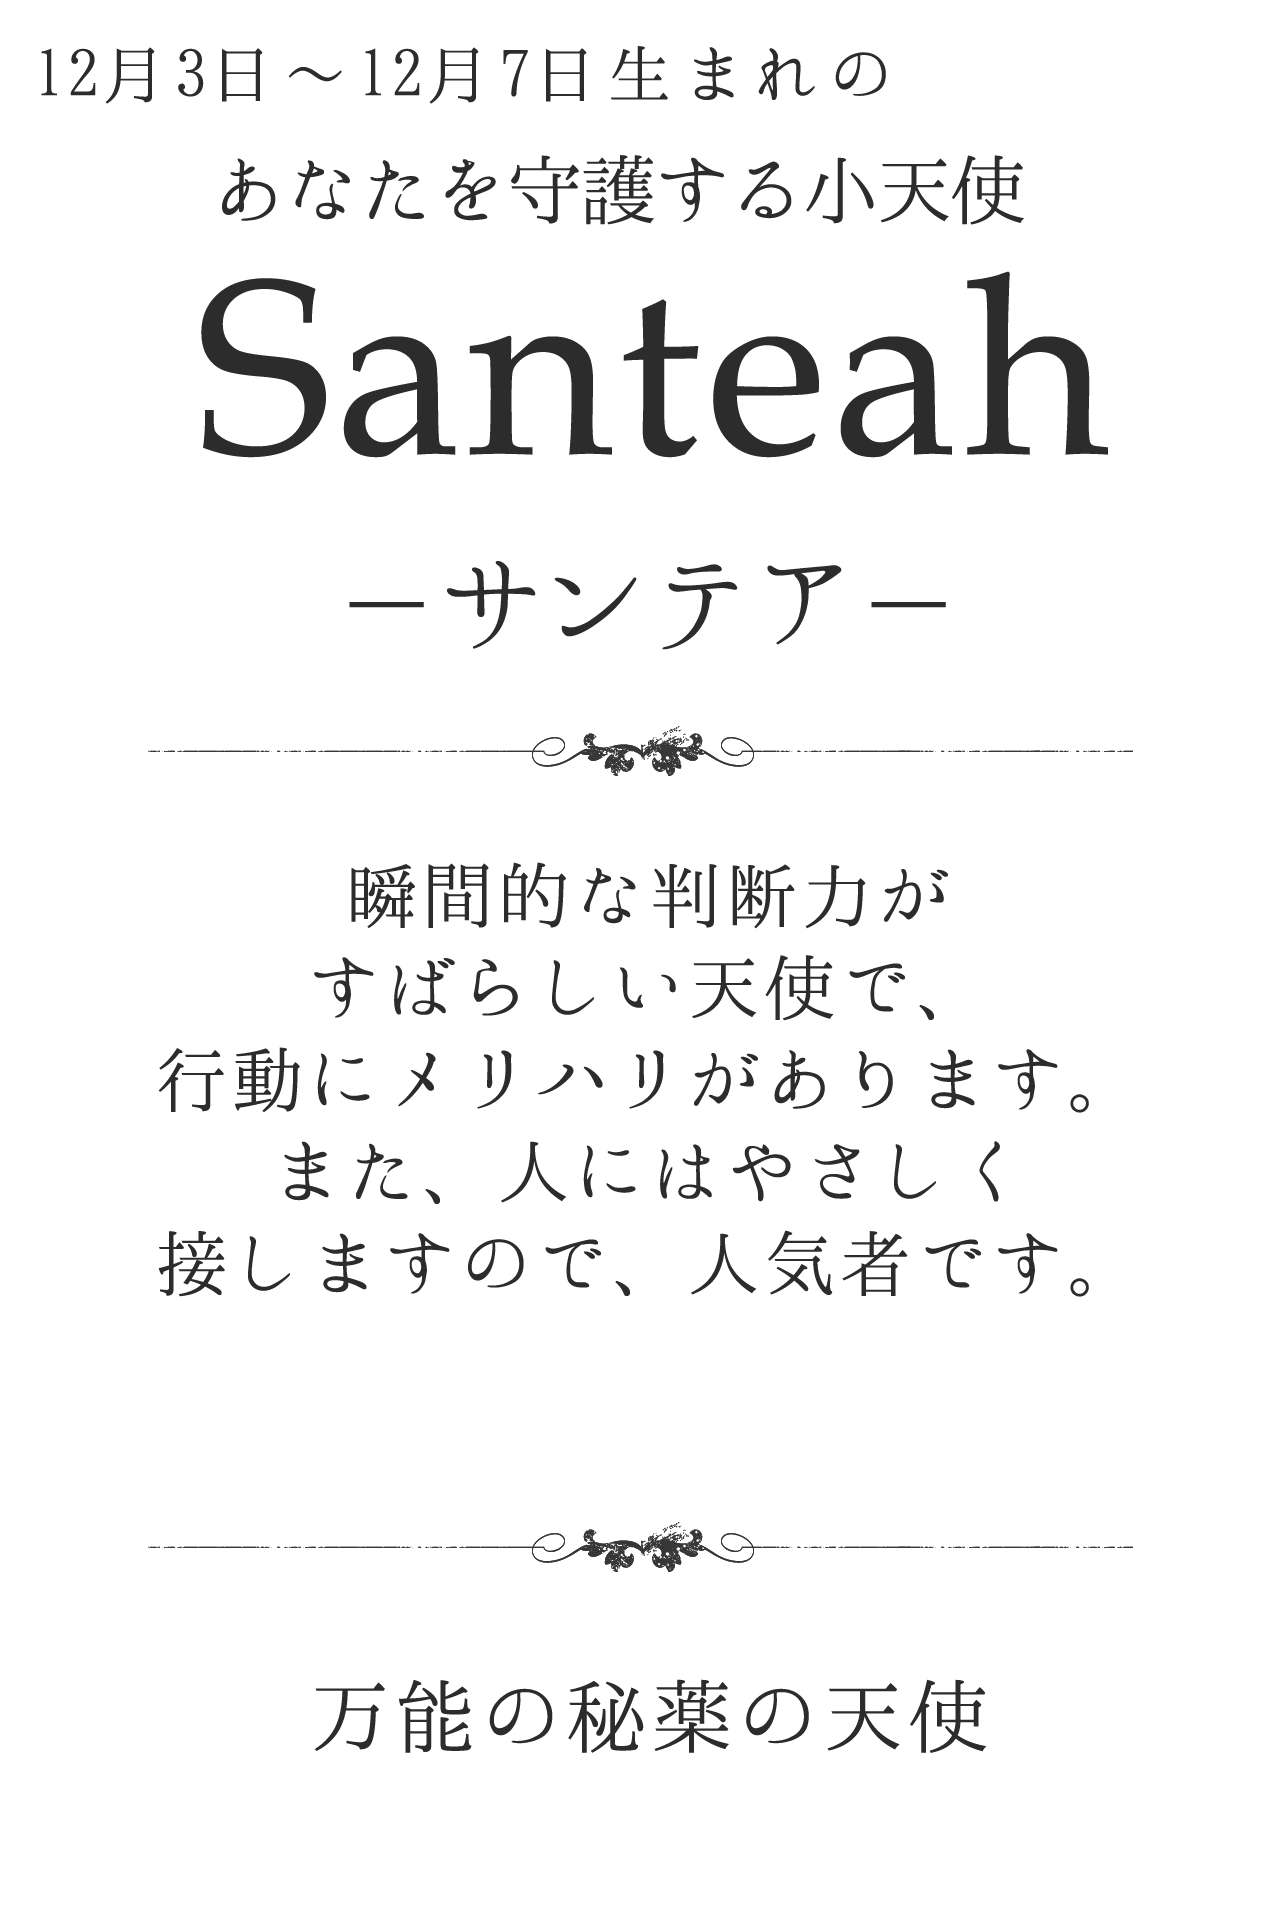 12月3日～12月7日生まれの
あなたを守護する小天使
Santeah
－サンテア－
瞬間的な判断力が
すばらしい天使で、
行動にメリハリがあります。
また、人にはやさしく
接しますので、人気者です。
万能の秘薬の天使